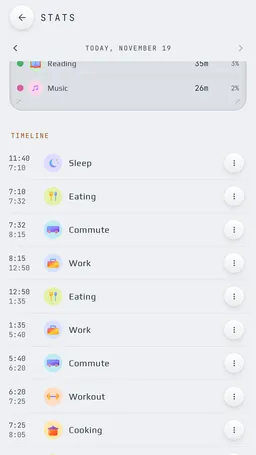 STATS
TODAY, NOVEMBER 19
Reading 35m 3%
Music 26m 2%
TIMELINE
11:40
7:10 Sleep
7:10
7:32 Eating
7:32
8:15 Commute
8:15
12:50 Work
12:50
1:35 Eating
1:35
5:40 Work
5:40
6:20 Commute
6:20
7:25 Workout
7:25
8:05 Cooking